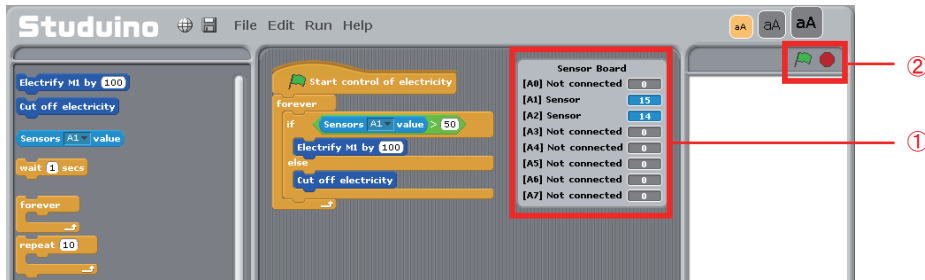 Studuino File Edit Run Help aA aA aA
②
Electrify M1 by 100
Cut off electricity
Sensors A1 value
wait 1 secs
forever
repeat 10
Start control of electricity
forever
if Sensors A1 value > 50
Electrify M1 by 100
else
Cut off electricity
Sensor Board
[A0] Not connected 0
[A1] Sensor 15
[A2] Sensor 14
[A3] Not connected 0
[A4] Not connected 0
[A5] Not connected 0
[A6] Not connected 0
[A7] Not connected 0
①